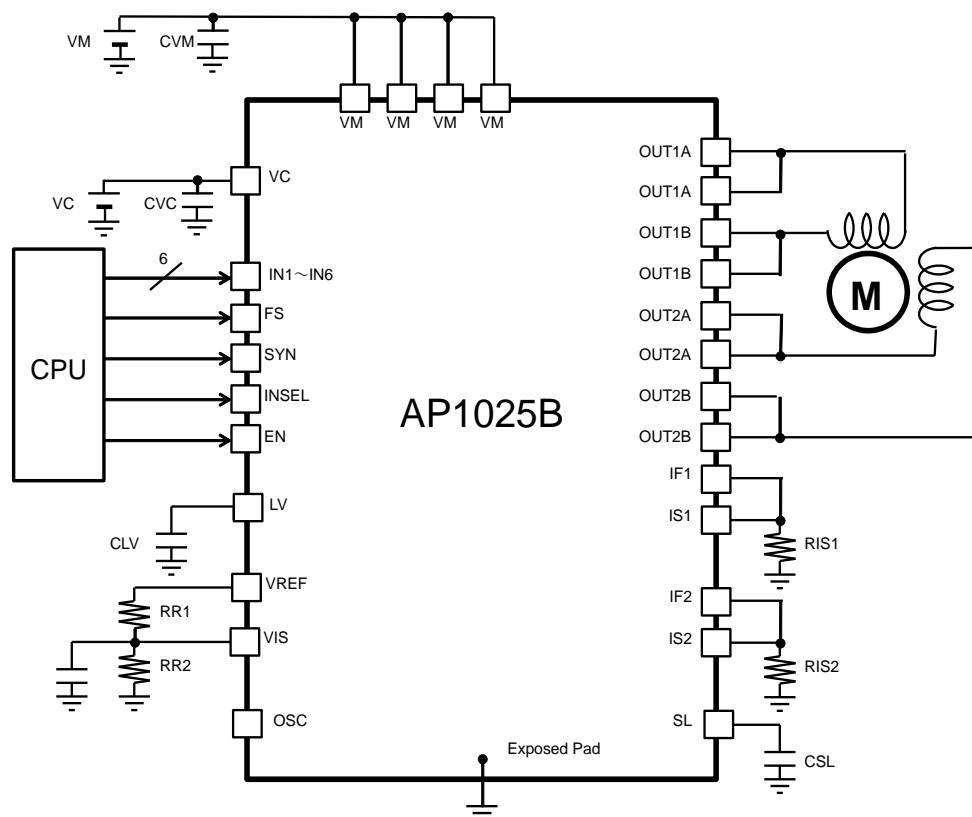 VM
CVM
VM
VM
VM
VM
VC
CVC
VC
CPU
6
IN1～IN6
FS
SYN
INSEL
EN
LV
CLV
VREF
RR1
VIS
RR2
OSC
AP1025B
Exposed Pad
OUT1A
OUT1A
OUT1B
OUT1B
OUT2A
OUT2A
OUT2B
OUT2B
M
IF1
IS1
RIS1
IF2
IS2
RIS2
SL
CSL